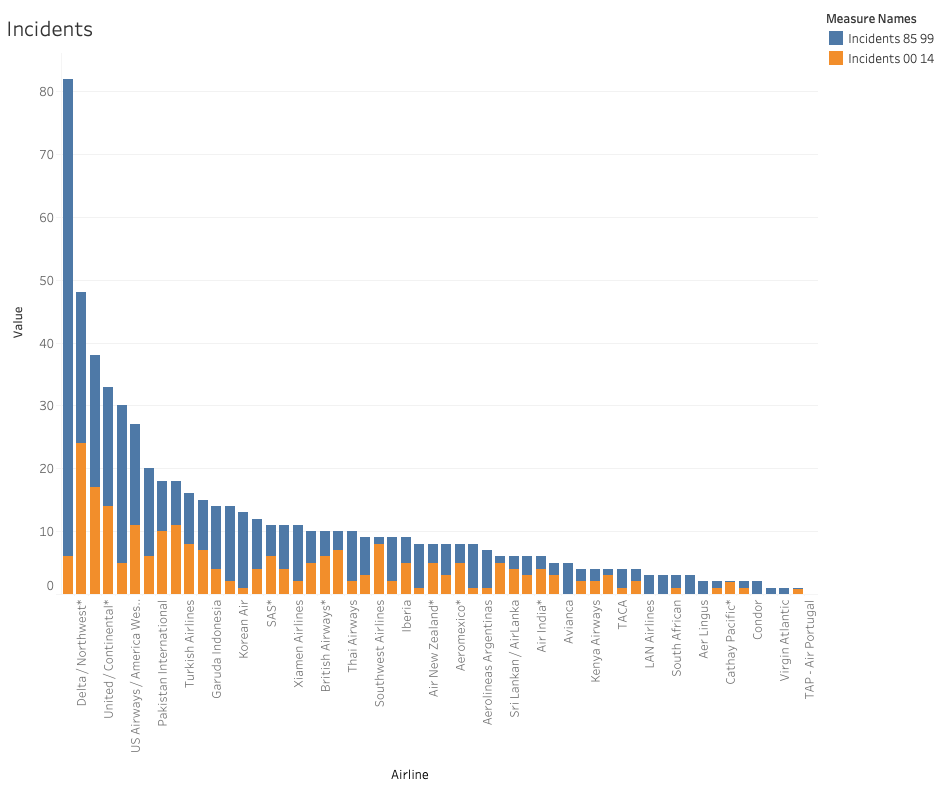 Incidents
Measure Names
Incidents 85 99
Incidents 00 14
Value
80
70
60
50
40
30
20
10
0
Delta / Northwest*
United / Continental*
US Airways / America Wes..
Pakistan International
Turkish Airlines
Garuda Indonesia
Korean Air
SAS*
Xiamen Airlines
British Airways*
Thai Airways
Southwest Airlines
Iberia
Air New Zealand*
Aeromexico*
Aerolineas Argentinas
Sri Lankan / AirLanka
Air India*
Avianca
Kenya Airways
TACA
LAN Airlines
South African
Aer Lingus
Cathay Pacific*
Condor
Virgin Atlantic
TAP - Air Portugal
Airline